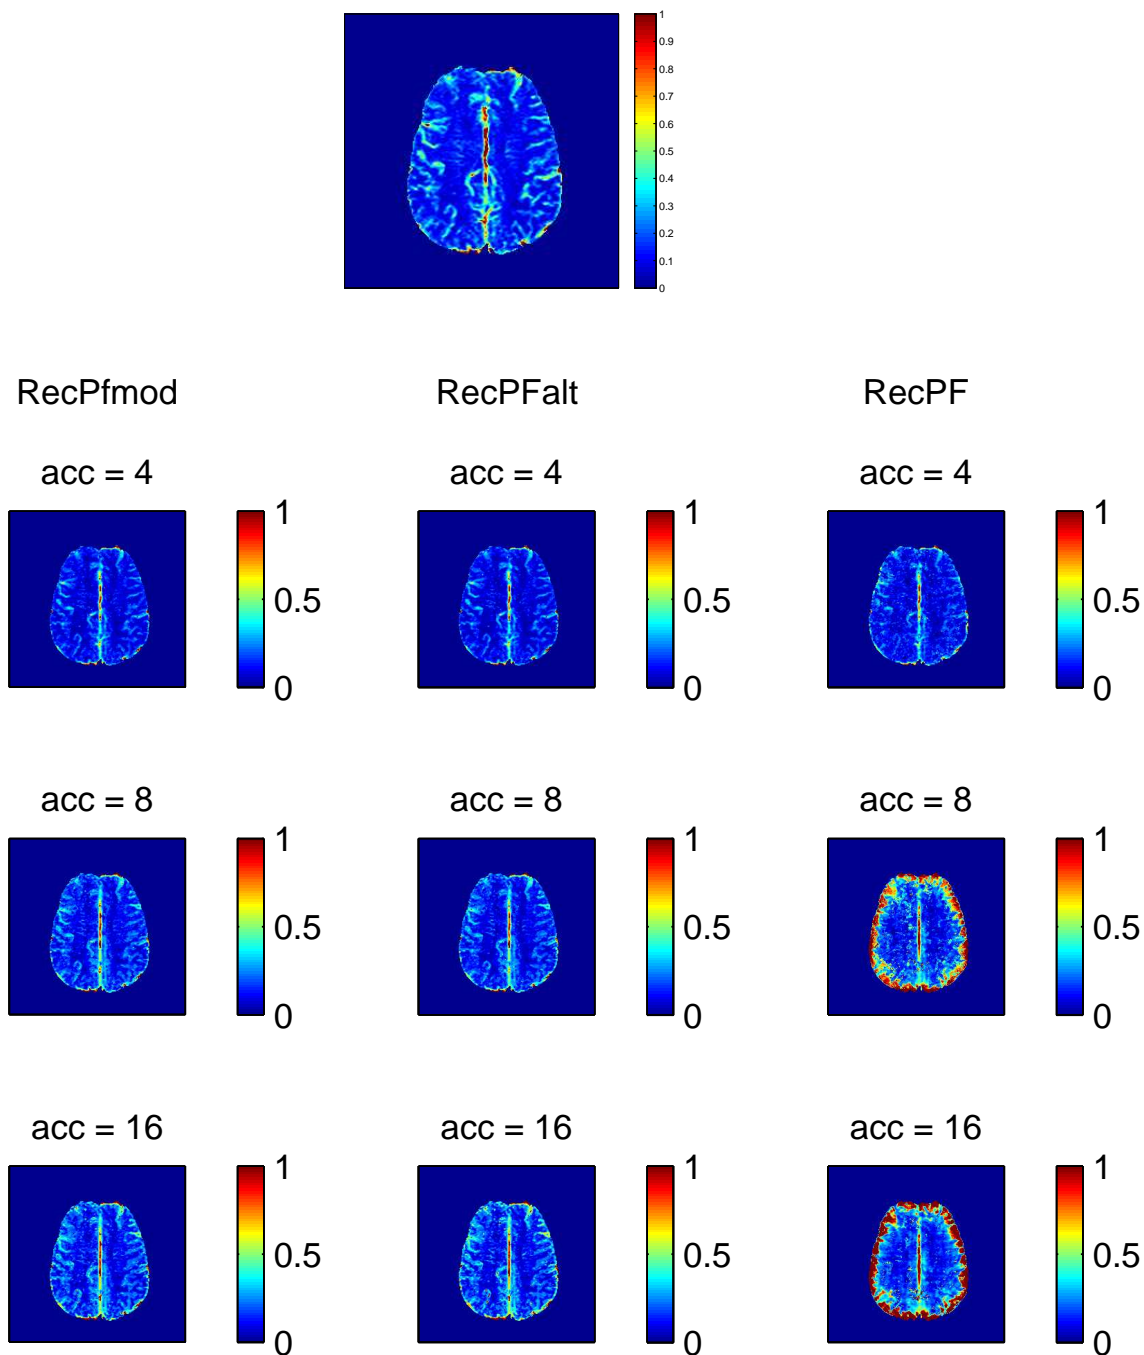 1
0.9
0.8
0.7
0.6
0.5
0.4
0.3
0.2
0.1
0
RecPfmod RecPFalt RecPF
acc = 4 acc = 4 acc = 4
1 1 1
0.5 0.5 0.5
0 0 0
acc = 8 acc = 8 acc = 8
1 1 1
0.5 0.5 0.5
0 0 0
acc = 16 acc = 16 acc = 16
1 1 1
0.5 0.5 0.5
0 0 0